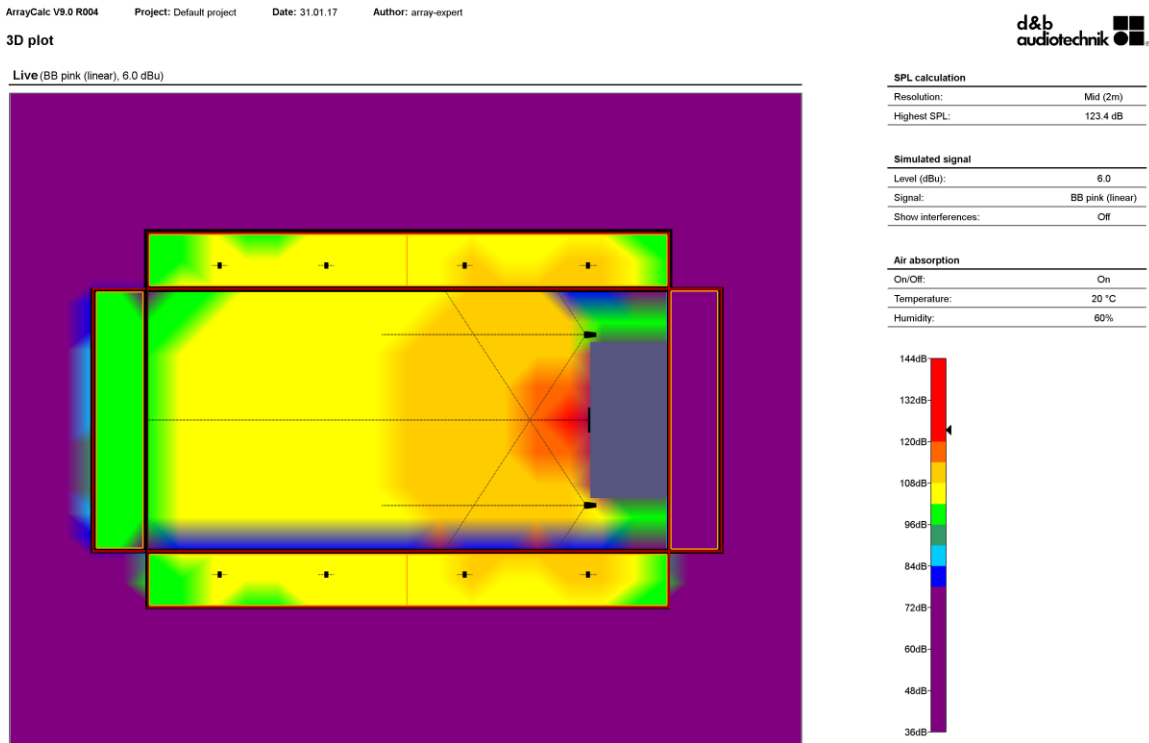 ArrayCalc V9.0 R004 Project: Default project Date: 31.01.17 Author: array-expert
d&b
audiotechnik
3D plot
Live (BB pink (linear), 6.0 dBu)
SPL calculation
Resolution: Mid (2m)
Highest SPL: 123.4 dB
Simulated signal
Level (dBu): 6.0
Signal: BB pink (linear)
Show interferences: Off
Air absorption
On/Off: On
Temperature: 20 °C
Humidity: 60%
144dB
132dB
120dB
108dB
96dB
84dB
72dB
60dB
48dB
36dB